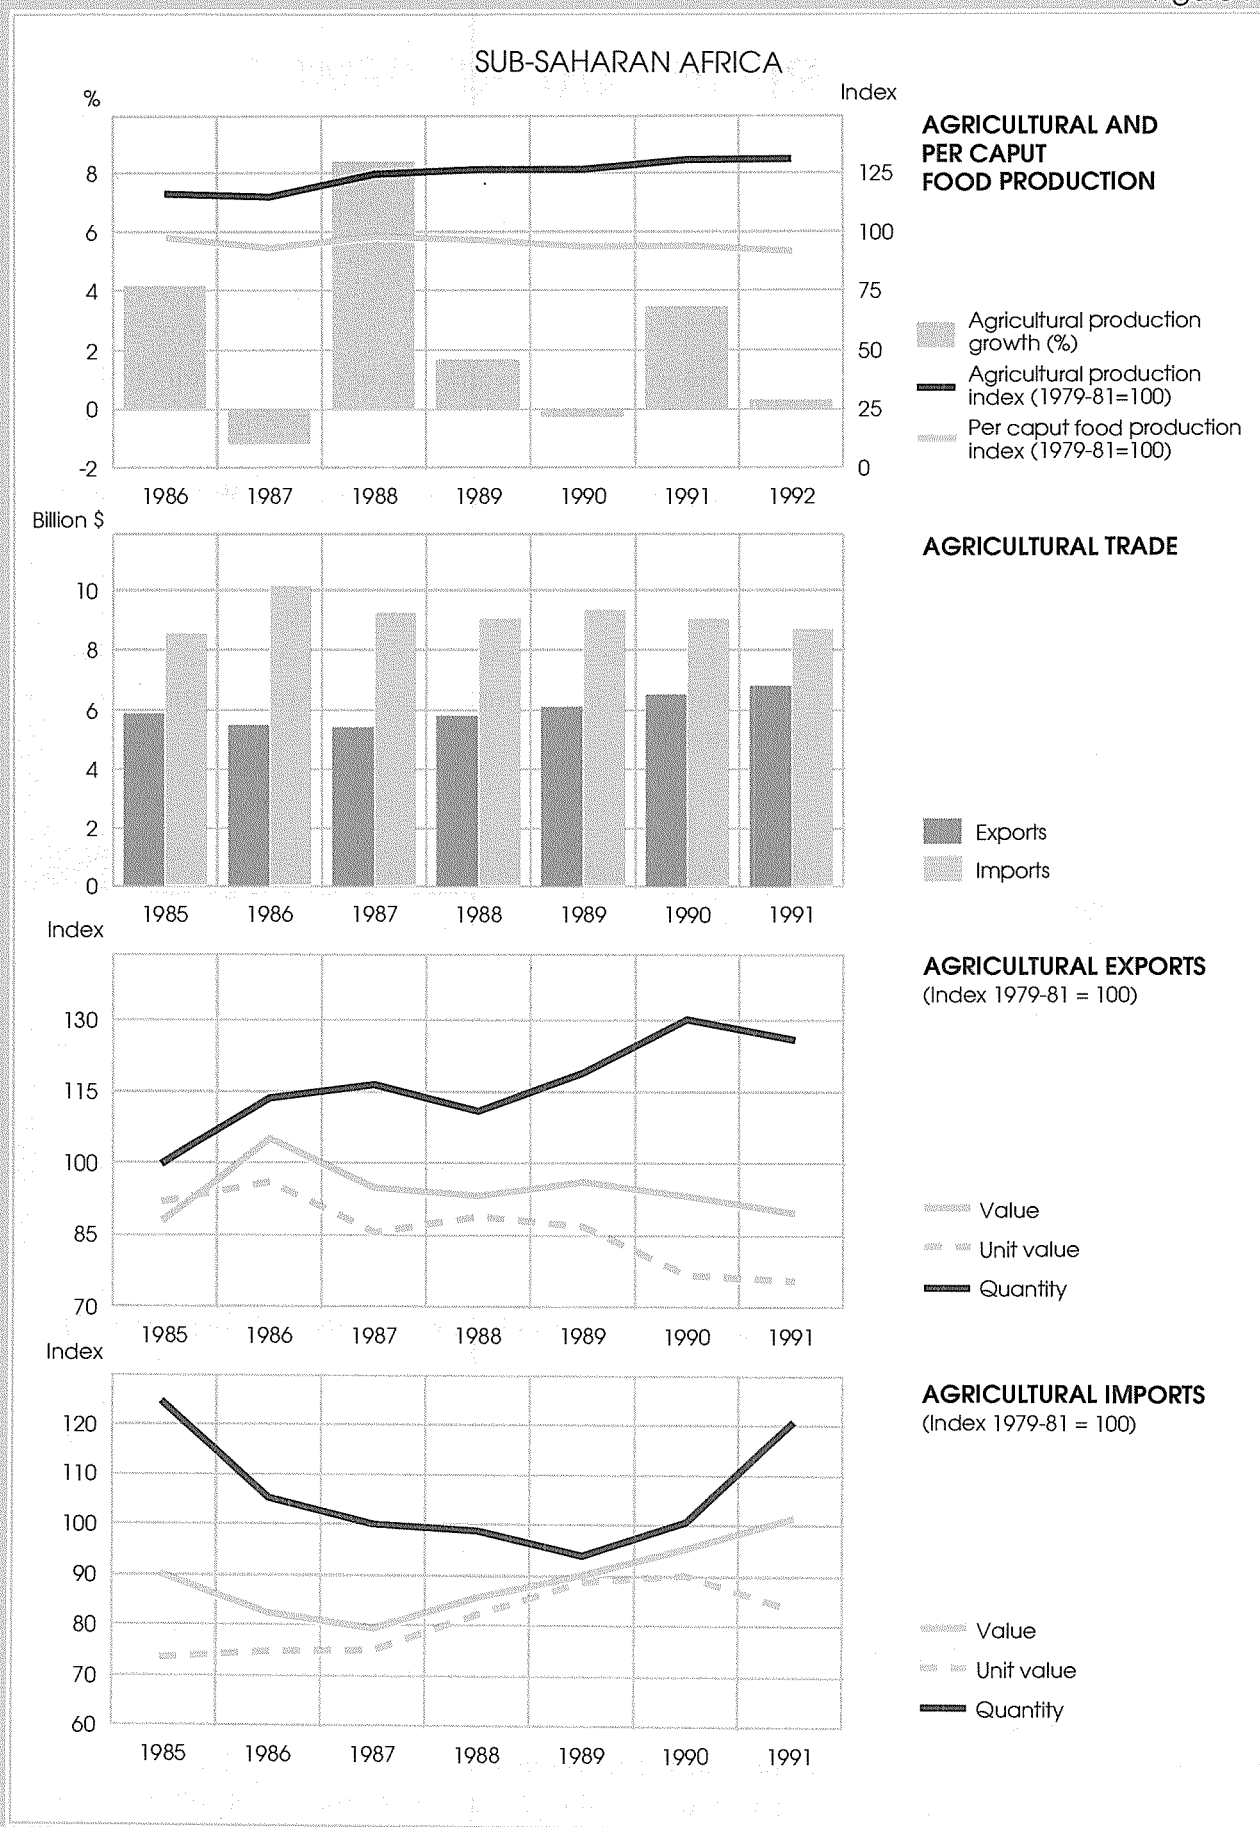 SUB-SAHARAN AFRICA
%
Index
8
6
4
2
0
-2
125
100
75
50
25
0
1986 1987 1988 1989 1990 1991 1992
AGRICULTURAL AND
PER CAPUT
FOOD PRODUCTION
Agricultural production
growth (%)
Agricultural production
index (1979-81=100)
Per caput food production
index (1979-81=100)
Billion $
10
8
6
4
2
0
1985 1986 1987 1988 1989 1990 1991
AGRICULTURAL TRADE
Exports
Imports
Index
130
115
100
85
70
1985 1986 1987 1988 1989 1990 1991
AGRICULTURAL EXPORTS
(Index 1979-81 = 100)
Value
Unit value
Quantity
Index
120
110
100
90
80
70
60
1985 1986 1987 1988 1989 1990 1991
AGRICULTURAL IMPORTS
(Index 1979-81 = 100)
Value
Unit value
Quantity